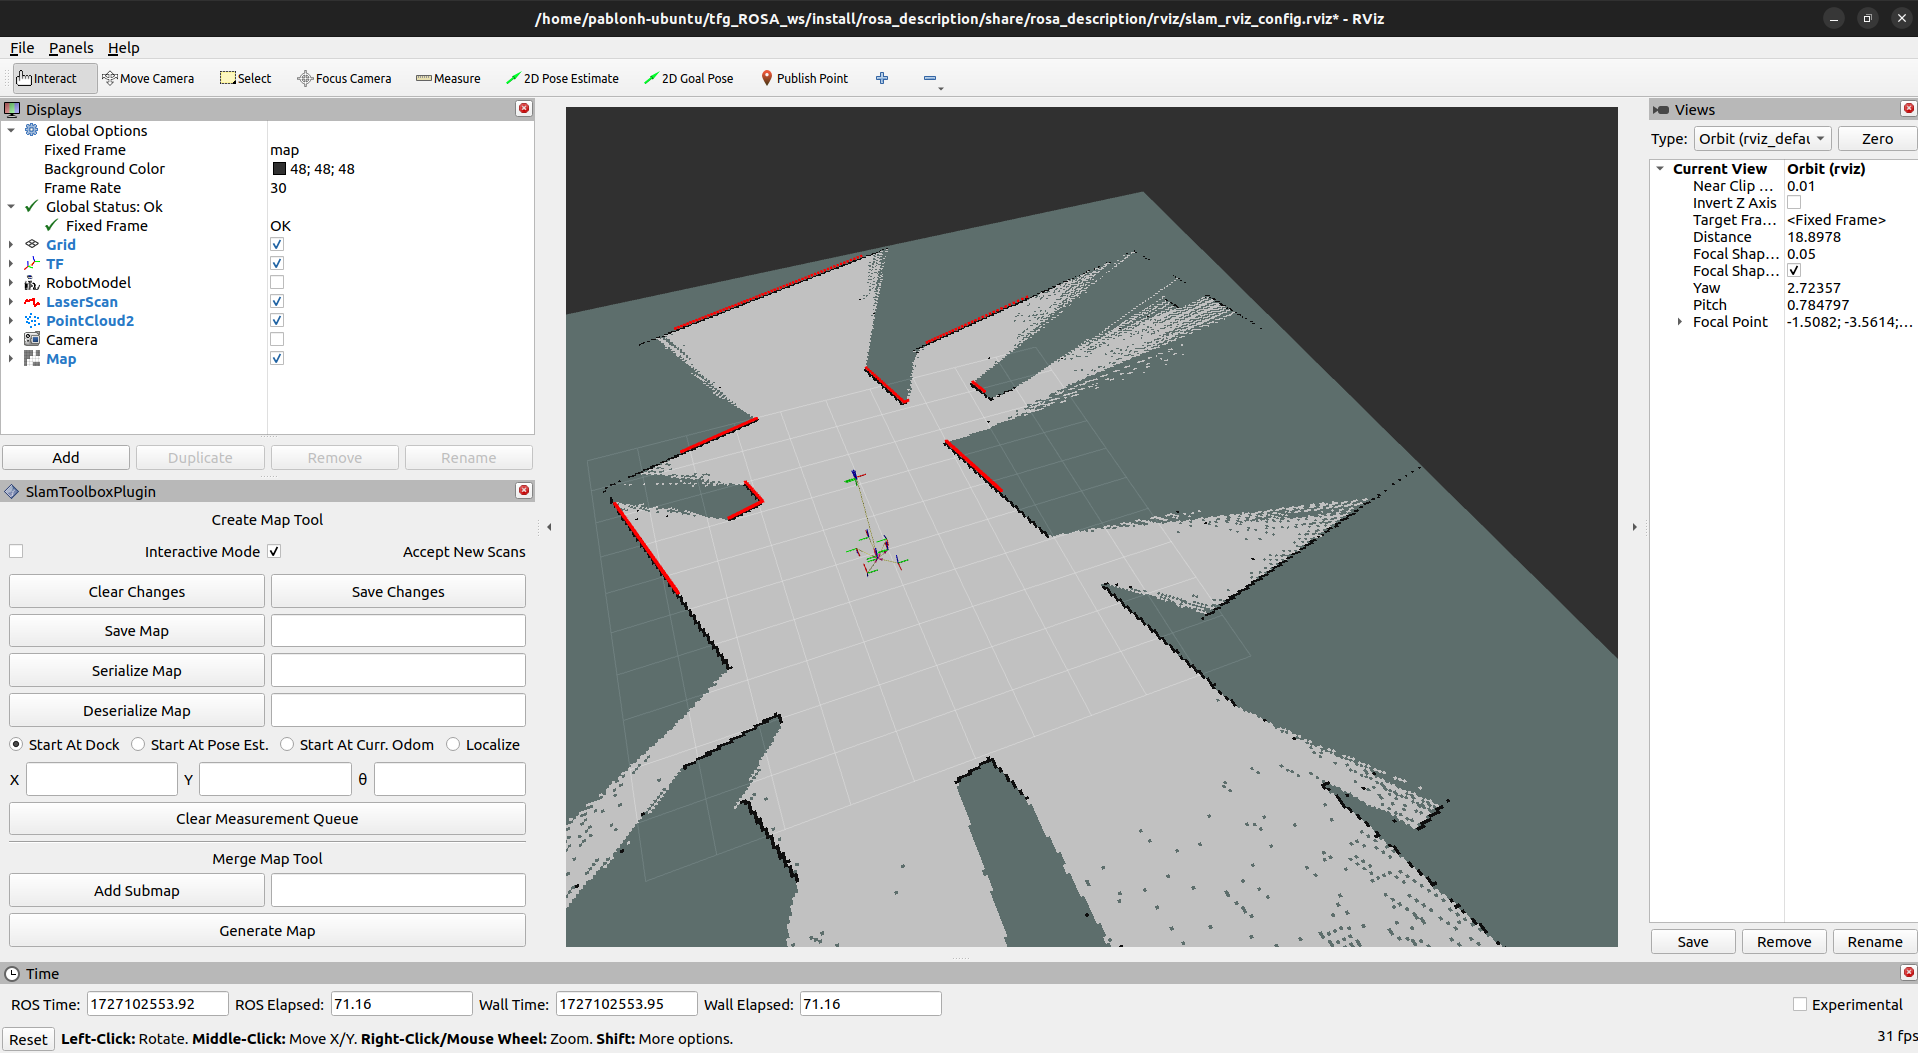 /home/pablonh-ubuntu/tfg_ROSA_ws/install/rosa_description/share/rosa_description/rviz/slam_rviz_config.rviz* - RViz
File Panels Help
Interact Move Camera Select Focus Camera Measure 2D Pose Estimate 2D Goal Pose Publish Point
Displays
Global Options
Fixed Frame map
Background Color 48; 48; 48
Frame Rate 30
Global Status: Ok
Fixed Frame OK
Grid
TF
RobotModel
LaserScan
PointCloud2
Camera
Map
Add Duplicate Remove Rename
SlamToolboxPlugin
Create Map Tool
Interactive Mode Accept New Scans
Clear Changes Save Changes
Save Map
Serialize Map
Deserialize Map
Start At Dock Start At Pose Est. Start At Curr. Odom Localize
X Y θ
Clear Measurement Queue
Merge Map Tool
Add Submap
Generate Map
Views
Type: Orbit (rviz_defau Zero
Current View Orbit (rviz)
Near Clip ... 0.01
Invert Z Axis
Target Fra... <Fixed Frame>
Distance 18.8978
Focal Shap... 0.05
Focal Shap...
Yaw 2.72357
Pitch 0.784797
Focal Point -1.5082; -3.5614;...
Save Remove Rename
Time
ROS Time: 1727102553.92 ROS Elapsed: 71.16 Wall Time: 1727102553.95 Wall Elapsed: 71.16 Experimental
Reset Left-Click: Rotate. Middle-Click: Move X/Y. Right-Click/Mouse Wheel: Zoom. Shift: More options. 31 fps